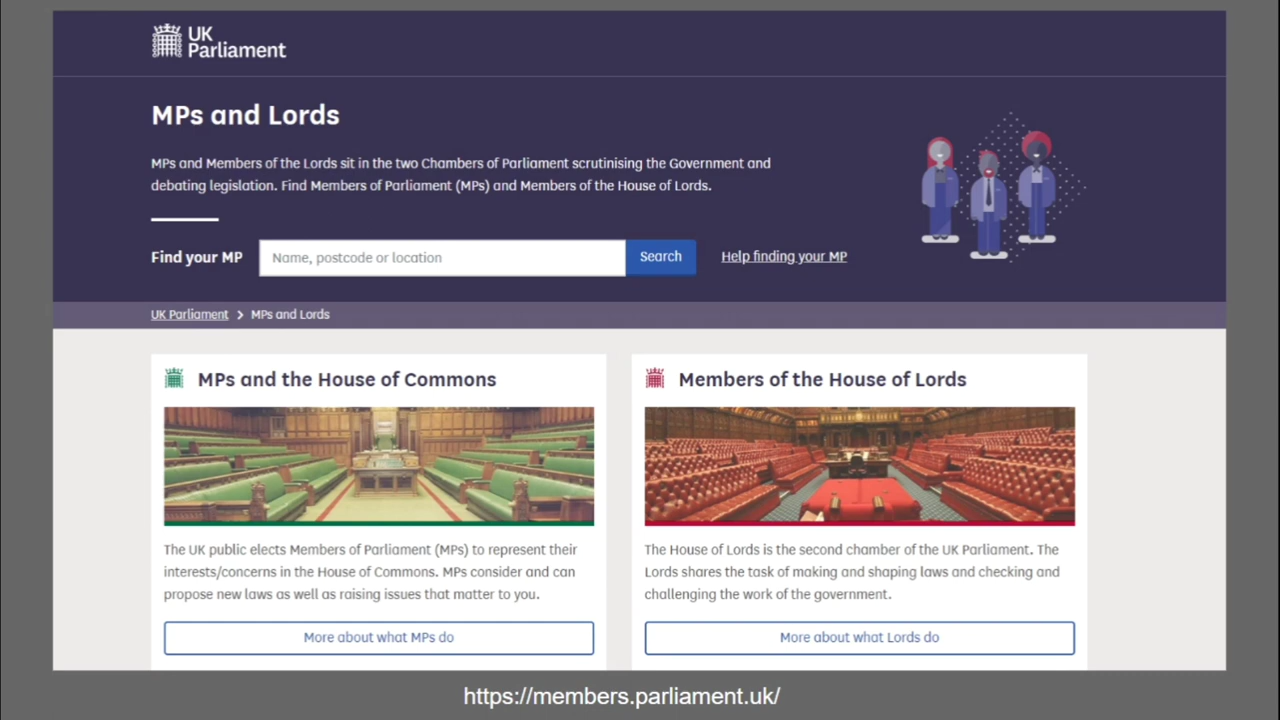 UK
Parliament
MPs and Lords
MPs and Members of the Lords sit in the two Chambers of Parliament scrutinising the Government and
debating legislation. Find Members of Parliament (MPs) and Members of the House of Lords.
Find your MP
Name, postcode or location
Search
Help finding your MP
UK Parliament > MPs and Lords
MPs and the House of Commons
The UK public elects Members of Parliament (MPs) to represent their
interests/concerns in the House of Commons. MPs consider and can
propose new laws as well as raising issues that matter to you.
More about what MPs do
Members of the House of Lords
The House of Lords is the second chamber of the UK Parliament. The
Lords shares the task of making and shaping laws and checking and
challenging the work of the government.
More about what Lords do
https://members.parliament.uk/